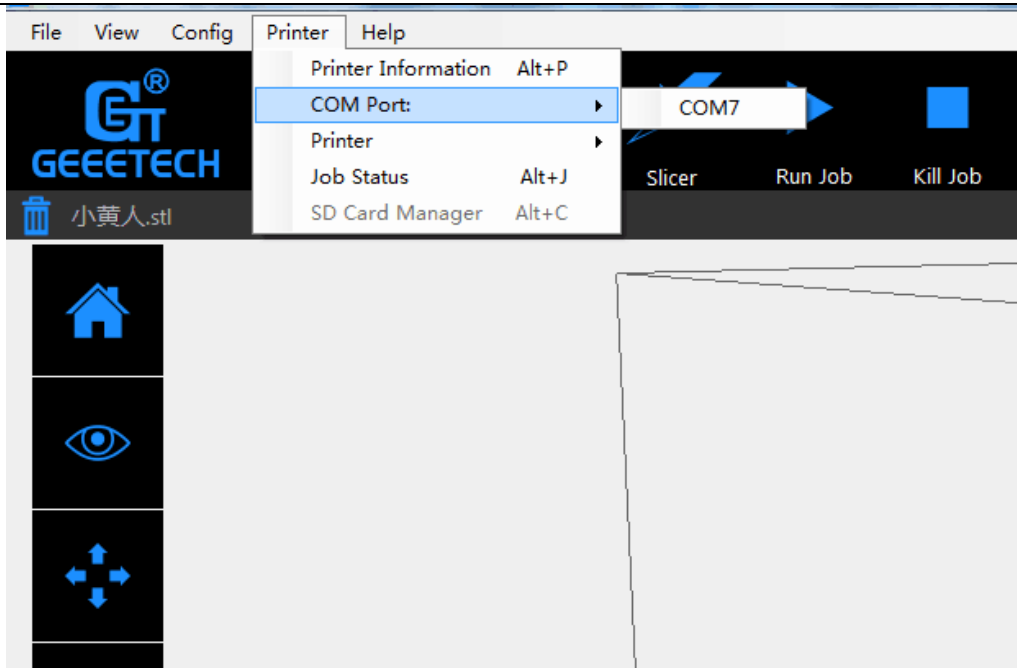 File View Config Printer Help
Printer Information Alt+P
COM Port:
COM7
Printer
Job Status Alt+J
SD Card Manager Alt+C
GT®
GEEETECH
Slicer Run Job Kill Job
小黄人.stl